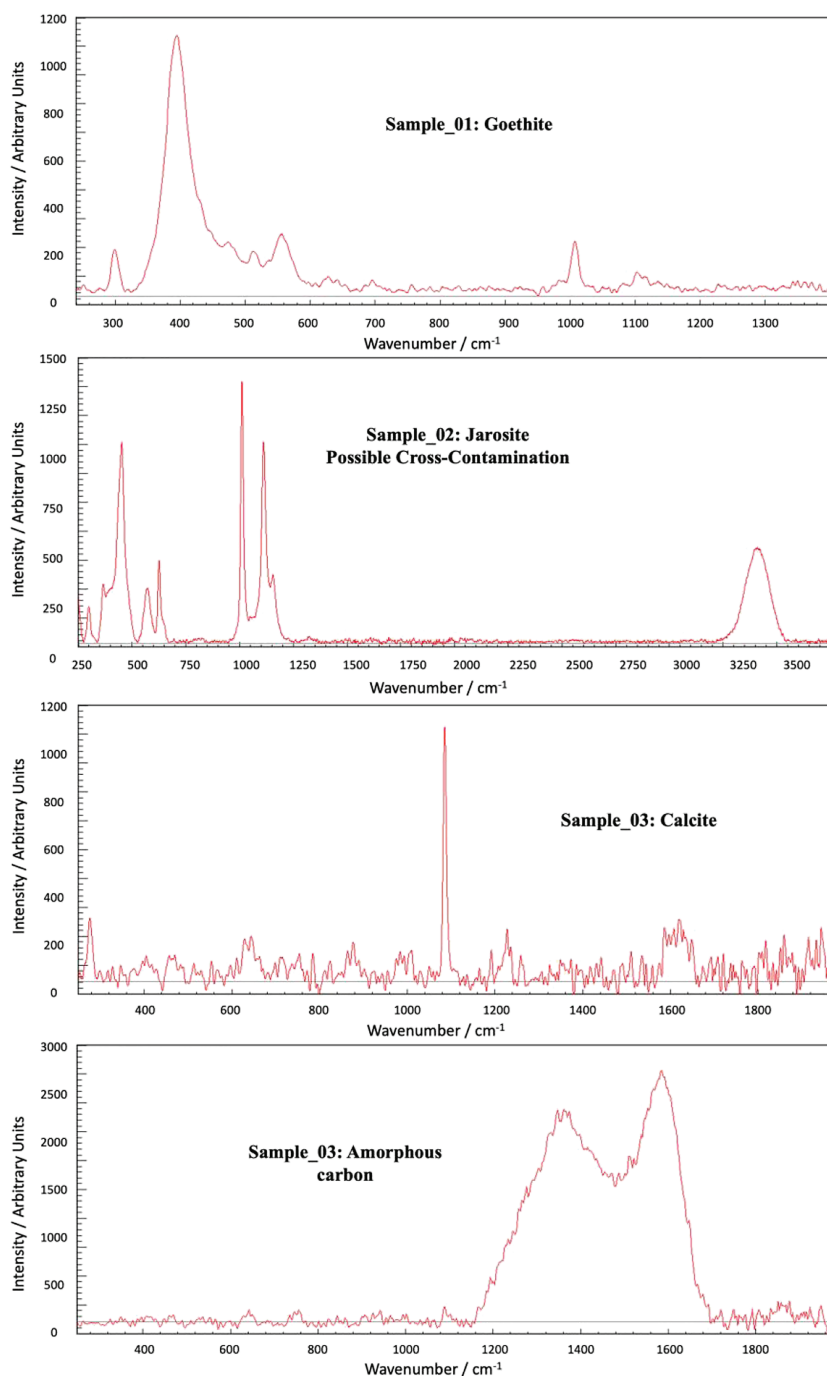 Intensity / Arbitrary Units
1200
1000
800
600
400
200
0
Sample_01: Goethite
300 400 500 600 700 800 900 1000 1100 1200 1300
Wavenumber / cm⁻¹
Intensity / Arbitrary Units
1500
1250
1000
750
500
250
0
Sample_02: Jarosite
Possible Cross-Contamination
250 500 750 1000 1250 1500 1750 2000 2250 2500 2750 3000 3250 3500
Wavenumber / cm⁻¹
Intensity / Arbitrary Units
1200
1000
800
600
400
200
0
Sample_03: Calcite
400 600 800 1000 1200 1400 1600 1800
Wavenumber / cm⁻¹
Intensity / Arbitrary Units
3000
2500
2000
1500
1000
500
0
Sample_03: Amorphous
carbon
400 600 800 1000 1200 1400 1600 1800
Wavenumber / cm⁻¹